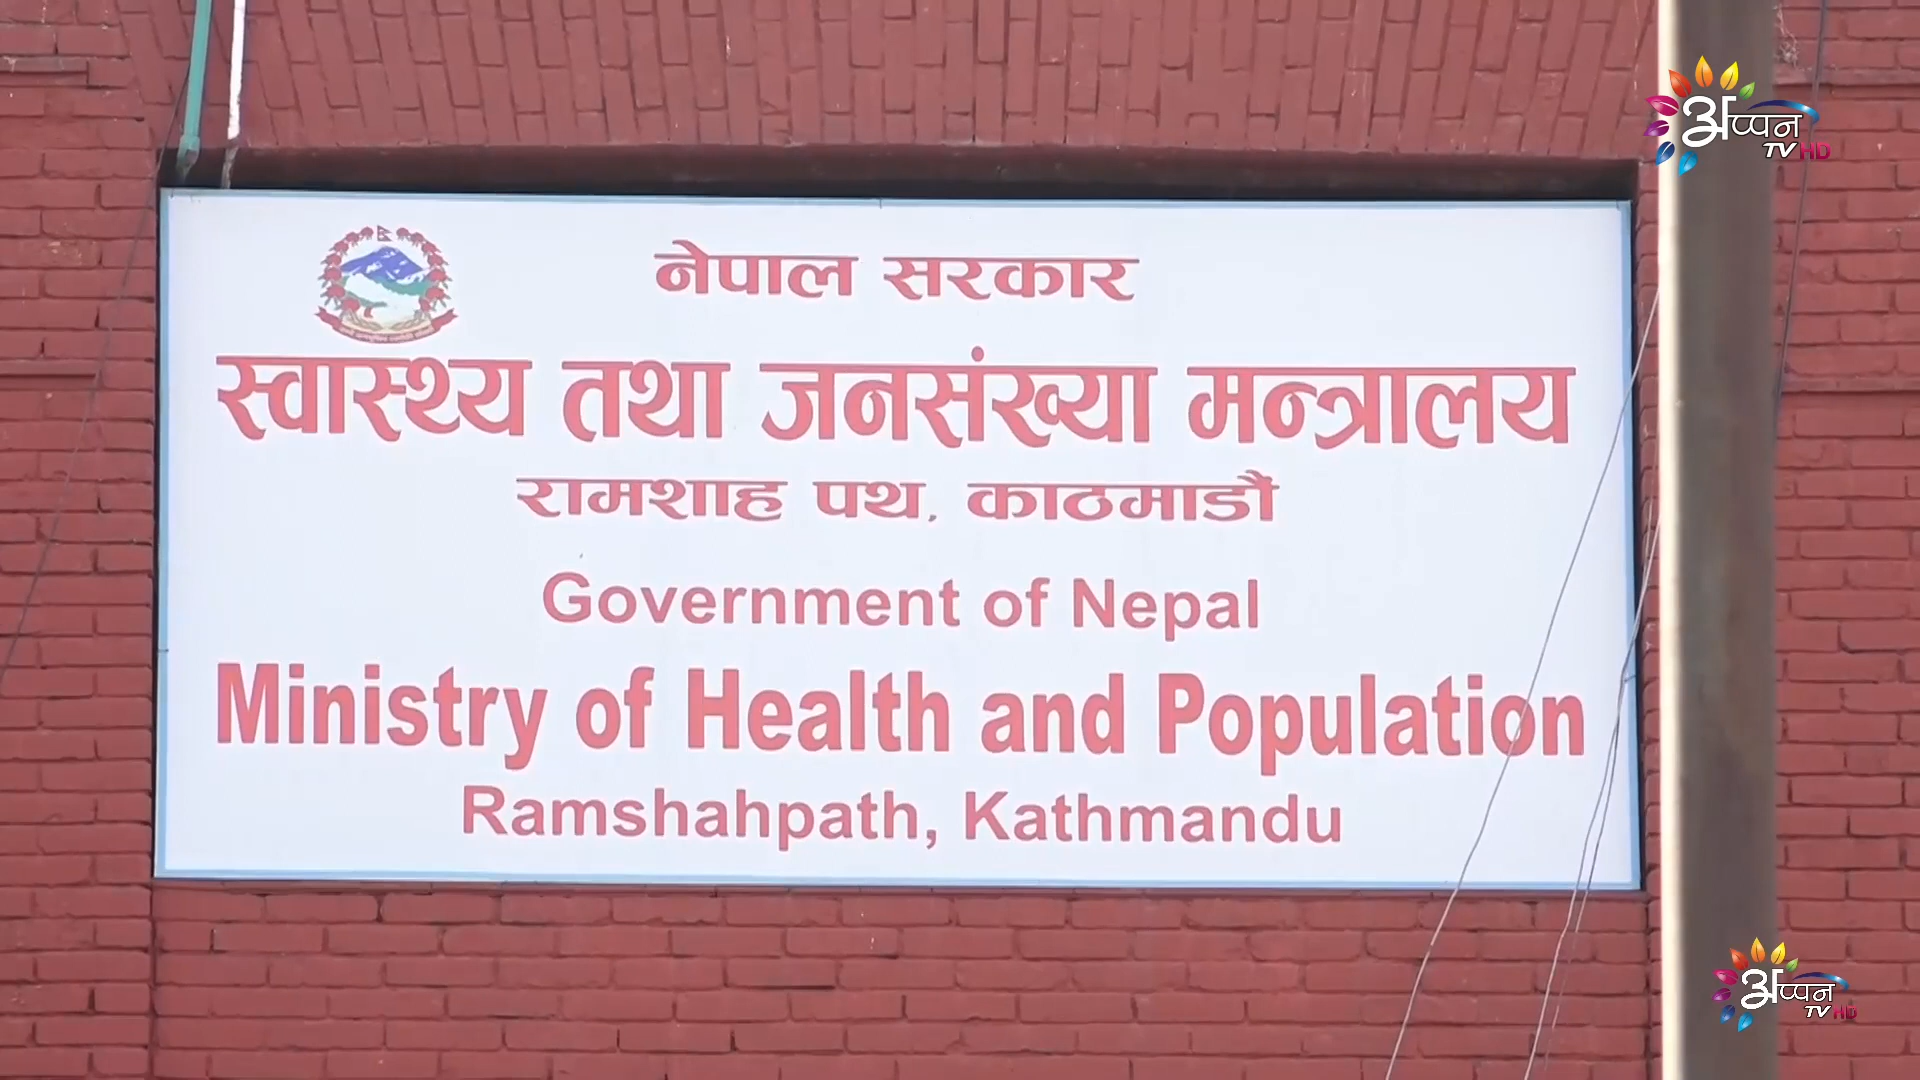 नेपाल सरकार
स्वास्थ्य तथा जनसंख्या मन्त्रालय
रामशाह पथ, काठमाडौं
Government of Nepal
Ministry of Health and Population
Ramshahpath, Kathmandu
अप्पन
TV HD
अप्पन
TV HD